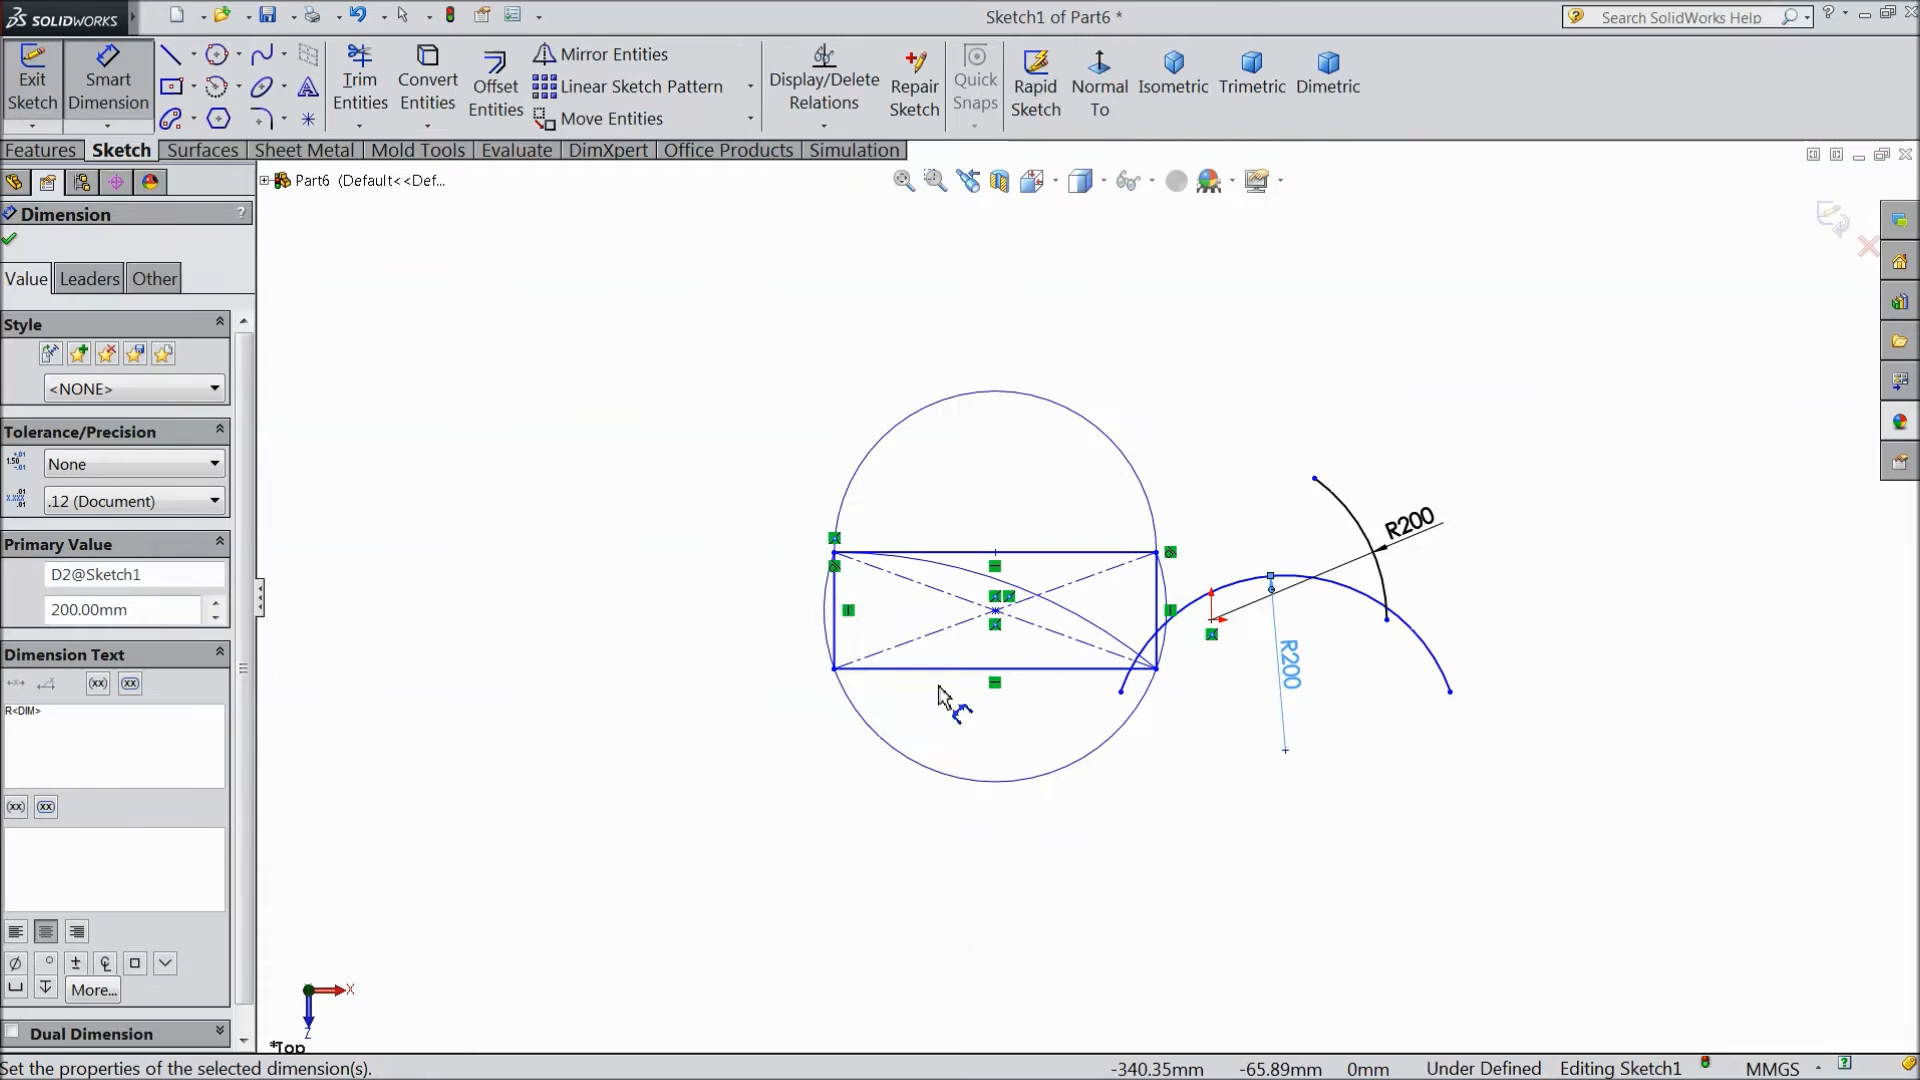 SOLIDWORKS
Sketch1 of Part6 *
Search SolidWorks Help
Exit Sketch
Smart Dimension
Trim Entities
Convert Entities
Offset Entities
Mirror Entities
Linear Sketch Pattern
Move Entities
Display/Delete Relations
Repair Sketch
Quick Snaps
Rapid Sketch
Normal To
Isometric
Trimetric
Dimetric
Features Sketch Surfaces Sheet Metal Mold Tools Evaluate DimXpert Office Products Simulation
Part6 (Default<<Def...
Dimension
?
Value Leaders Other
Style
<NONE>
Tolerance/Precision
None
.12 (Document)
Primary Value
D2@Sketch1
200.00mm
Dimension Text
R<DIM>
More...
Dual Dimension
R200
R200
X
Z
*Top
Set the properties of the selected dimension(s).
-340.35mm -65.89mm 0mm Under Defined Editing Sketch1 MMGS